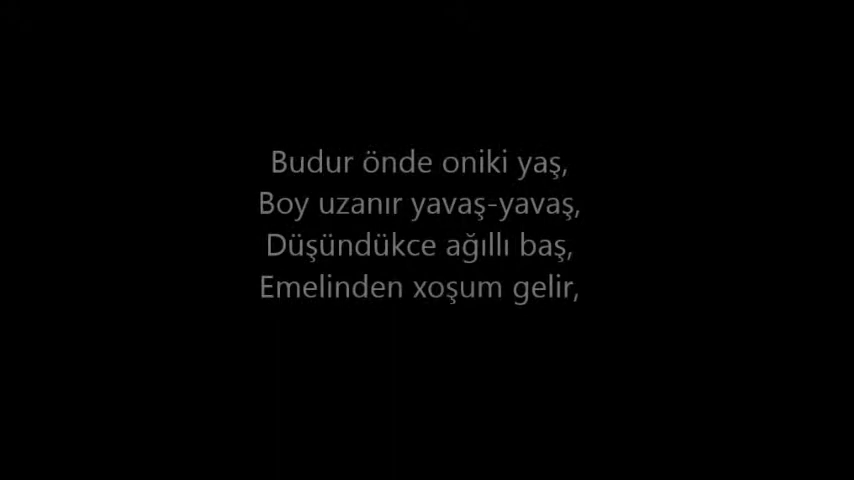 Budur önde oniki yaş,
Boy uzanır yavaş-yavaş,
Düşündükce ağıllı baş,
Emelinden xoşum gelir,